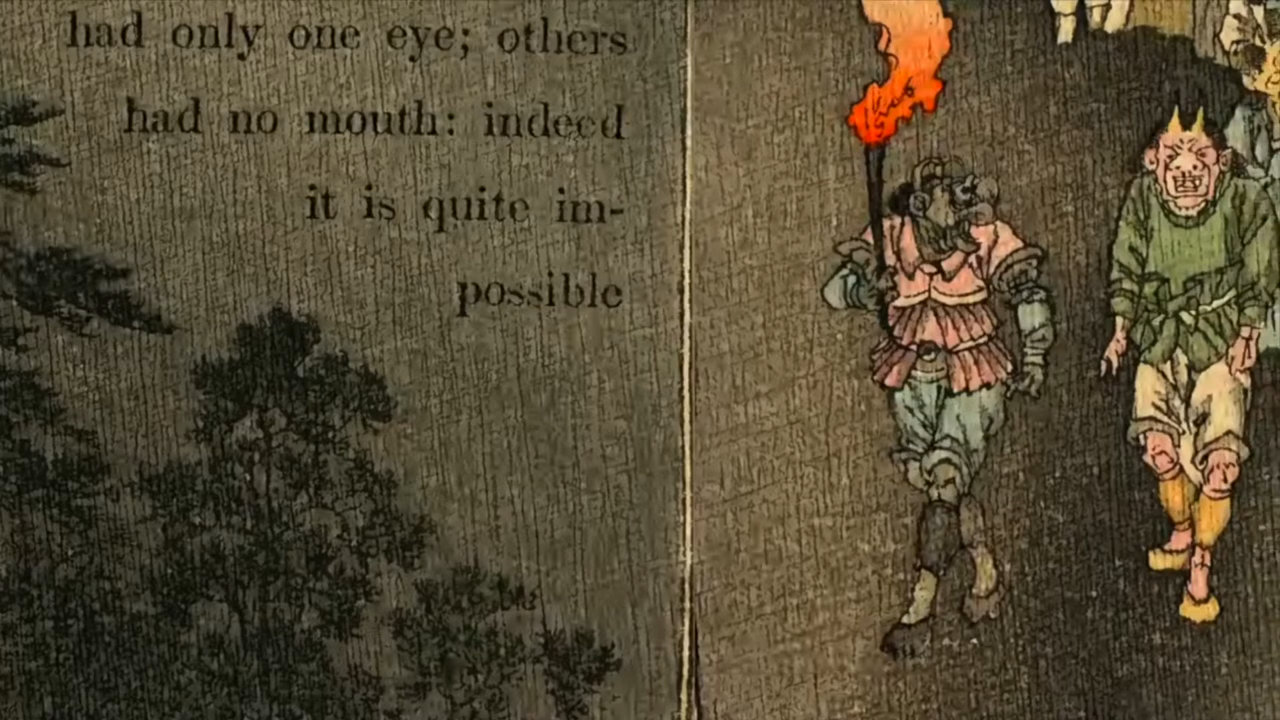 had only one eye; others
had no mouth: indeed
it is quite im-
possible